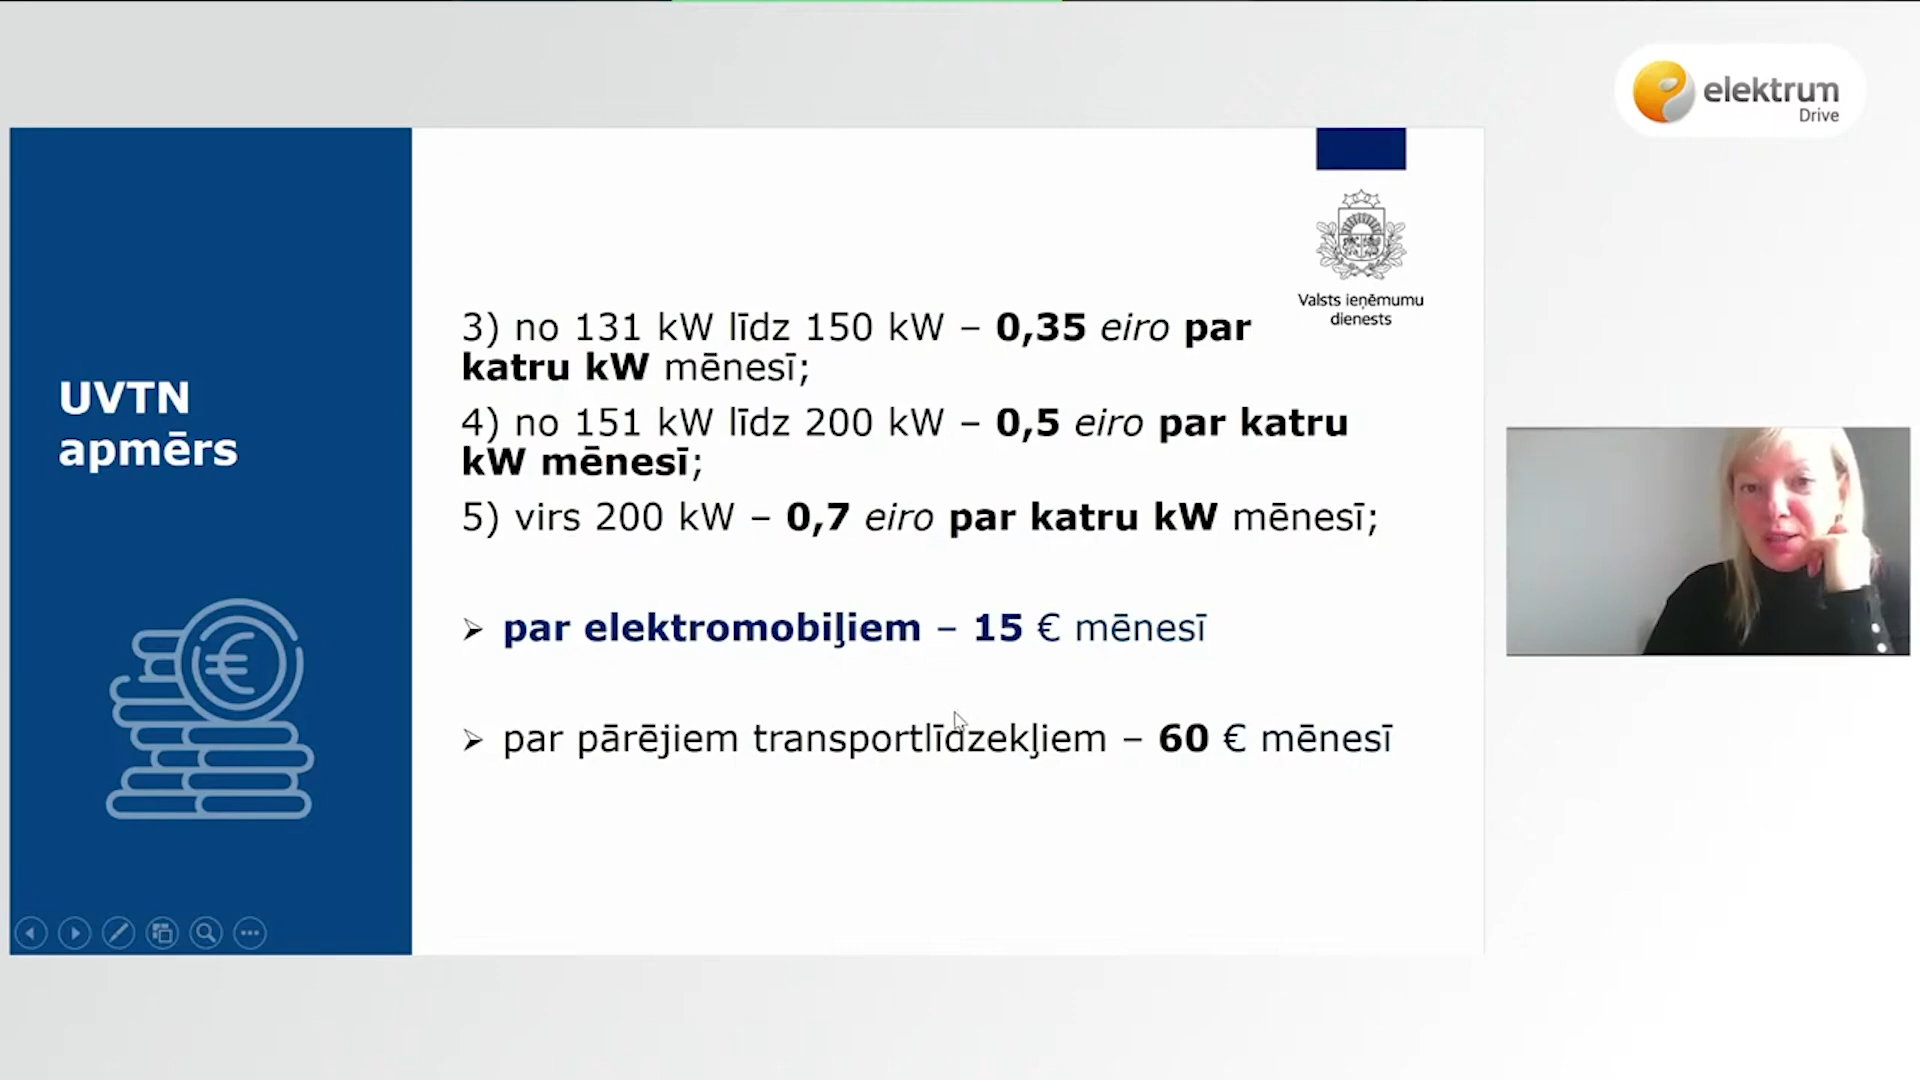 elektrum
Drive
Valsts ieņēmumu
dienests
UVTN
apmērs
3) no 131 kW līdz 150 kW – 0,35 eiro par
katru kW mēnesī;
4) no 151 kW līdz 200 kW – 0,5 eiro par katru
kW mēnesī;
5) virs 200 kW – 0,7 eiro par katru kW mēnesī;
➢ par elektromobiļiem – 15 € mēnesī
➢ par pārējiem transportlīdzekļiem – 60 € mēnesī